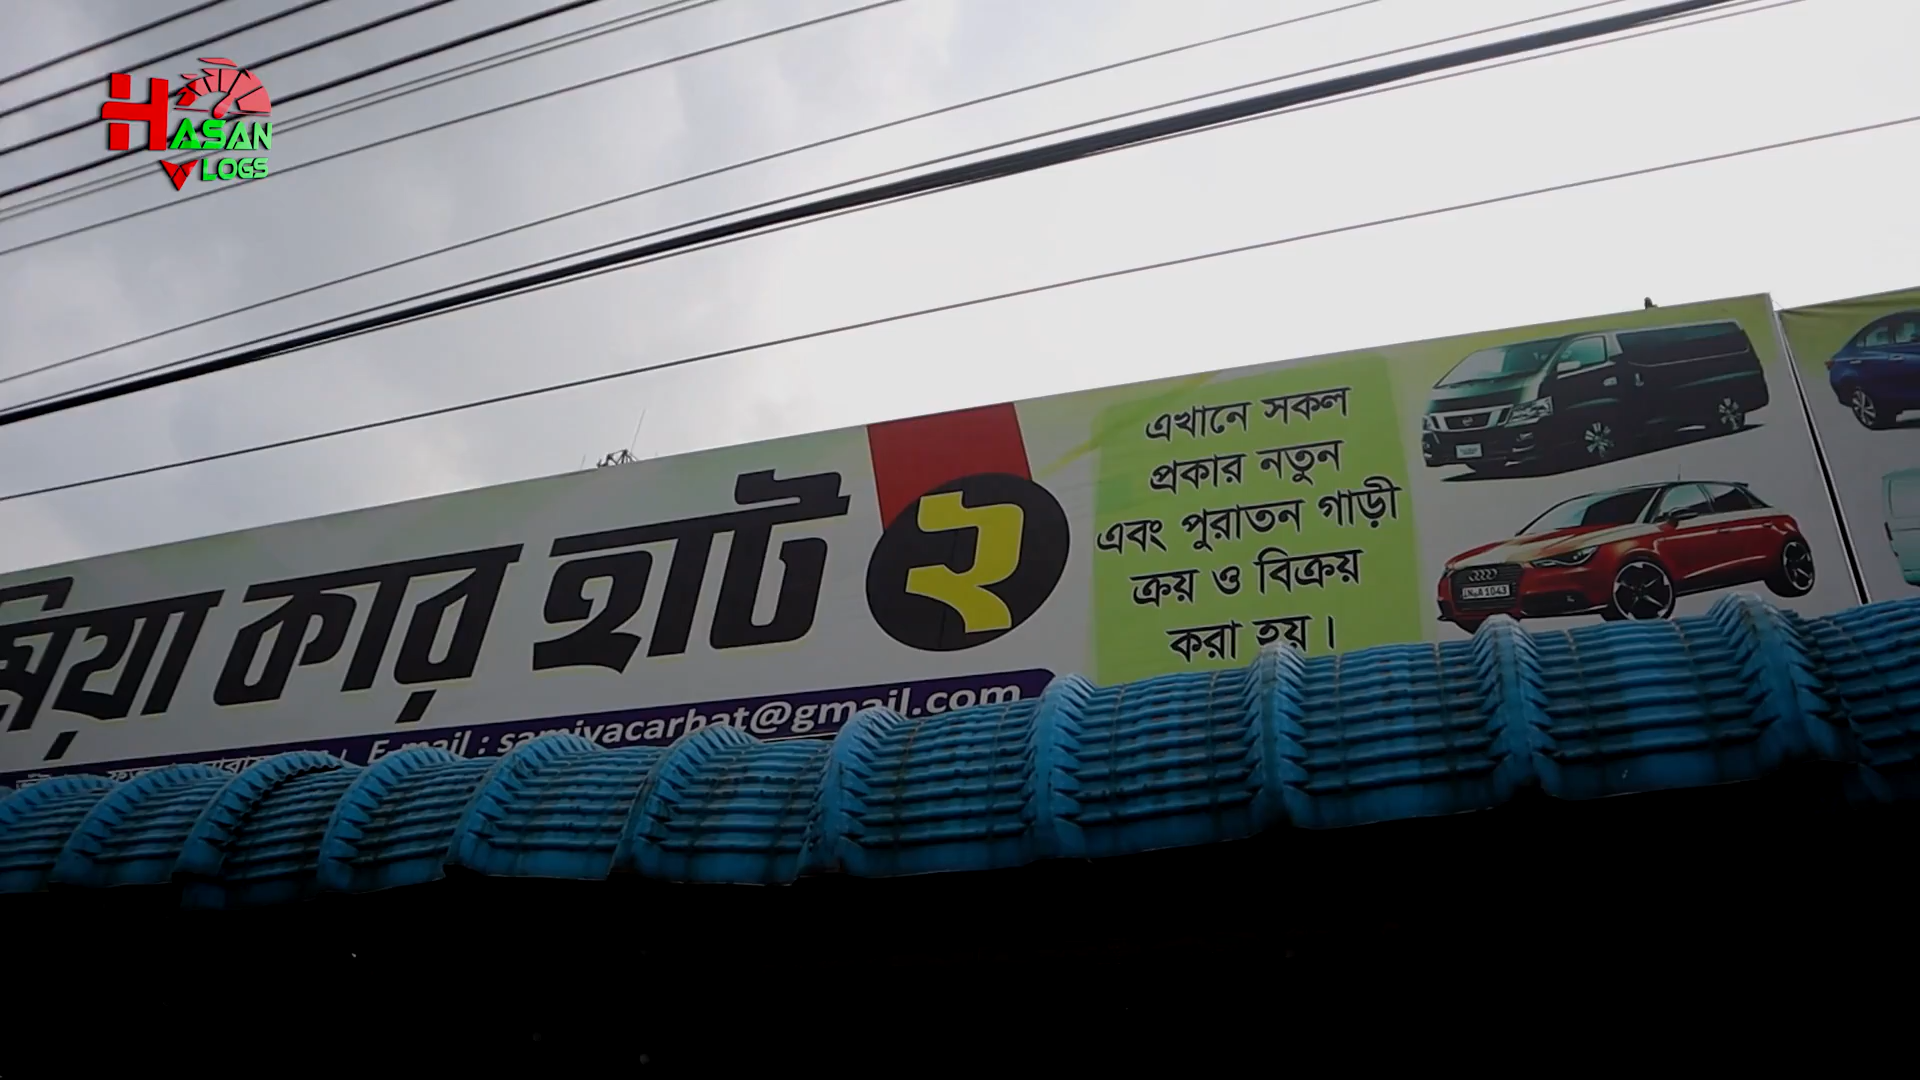 HASAN
VLOGS
মিয়া কার হাট ২
E-mail : samiyacarhat@gmail.com
এখানে সকল
প্রকার নতুন
এবং পুরাতন গাড়ী
ক্রয় ও বিক্রয়
করা হয়।